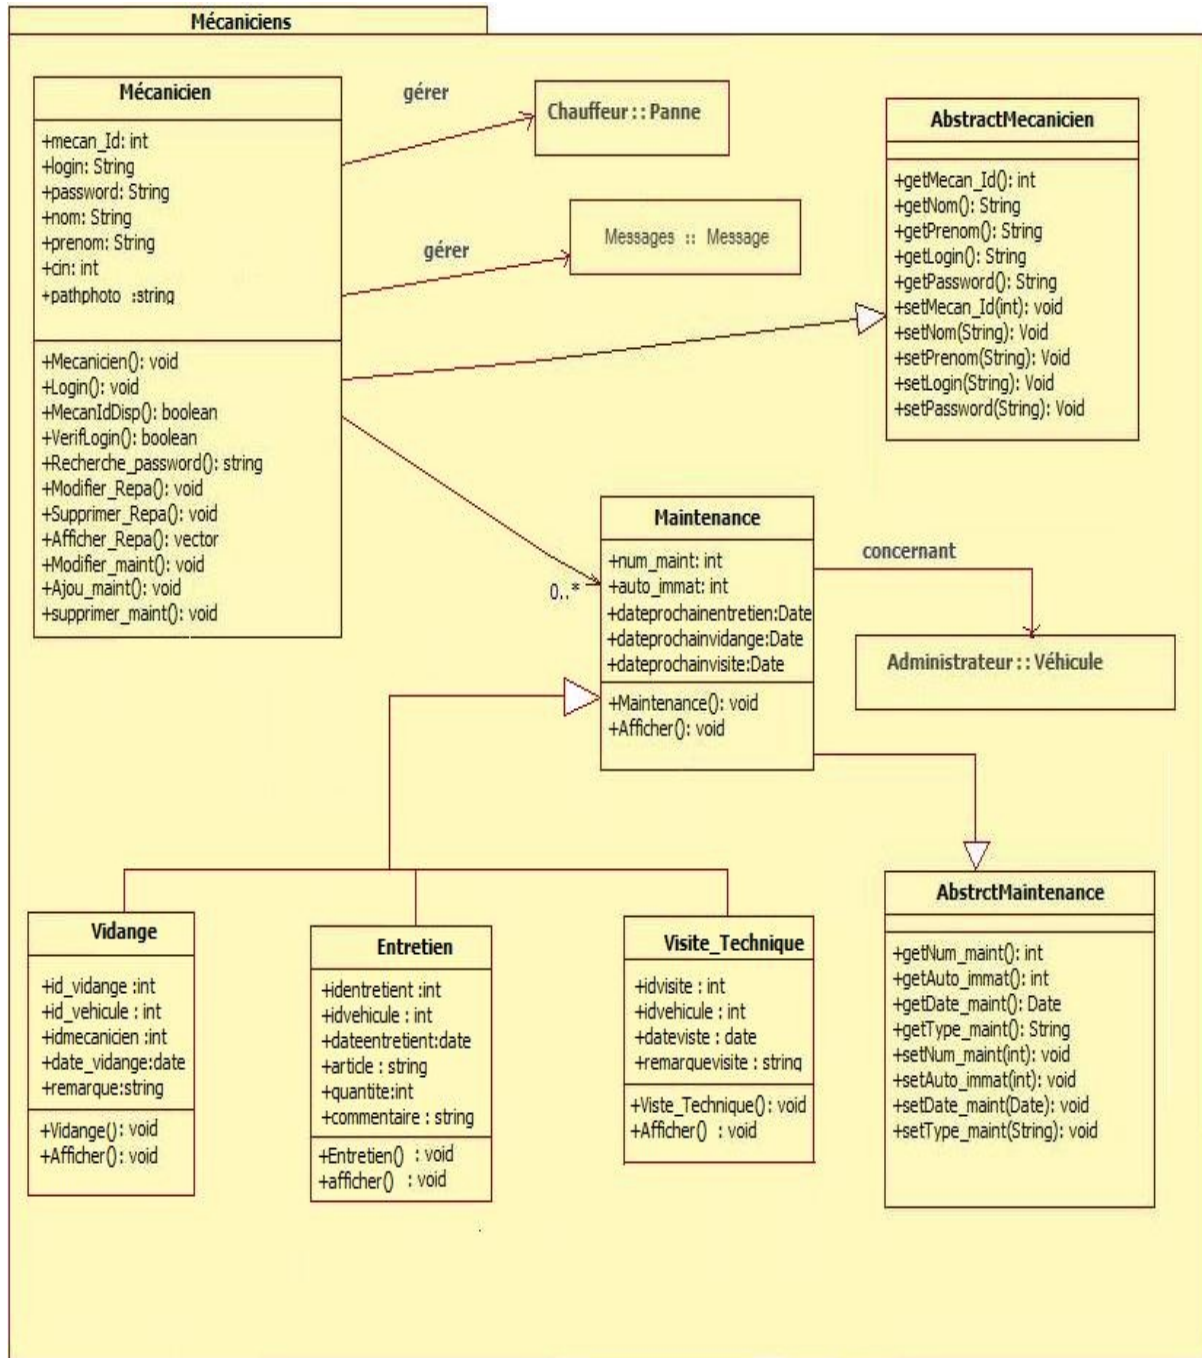 Mécaniciens
Mécanicien
+mecan_Id: int
+login: String
+password: String
+nom: String
+prenom: String
+cin: int
+pathphoto :string
+Mecanicien(): void
+Login(): void
+MecanIdDisp(): boolean
+VerifLogin(): boolean
+Recherche_password(): string
+Modifier_Repa(): void
+Supprimer_Repa(): void
+Afficher_Repa(): vector
+Modifier_maint(): void
+Ajou_maint(): void
+supprimer_maint(): void
gérer
Chauffeur :: Panne
gérer
Messages :: Message
AbstractMecanicien
+getMecan_Id(): int
+getNom(): String
+getPrenom(): String
+getLogin(): String
+getPassword(): String
+setMecan_Id(int): void
+setNom(String): Void
+setPrenom(String): Void
+setLogin(String): Void
+setPassword(String): Void
0..*
Maintenance
+num_maint: int
+auto_immat: int
+dateprochainentretien:Date
+dateprochainvidange:Date
+dateprochainvisite:Date
+Maintenance(): void
+Afficher(): void
concernant
Administrateur :: Véhicule
Vidange
+id_vidange :int
+id_vehicule : int
+idmecanicien :int
+date_vidange:date
+remarque:string
+Vidange(): void
+Afficher(): void
Entretien
+identretient :int
+idvehicule : int
+dateentretient:date
+article : string
+quantite:int
+commentaire : string
+Entretien() : void
+afficher() : void
Visite_Technique
+idvisite : int
+idvehicule : int
+dateviste : date
+remarquevisite : string
+Viste_Technique(): void
+Afficher() : void
AbstrctMaintenance
+getNum_maint(): int
+getAuto_immat(): int
+getDate_maint(): Date
+getType_maint(): String
+setNum_maint(int): void
+setAuto_immat(int): void
+setDate_maint(Date): void
+setType_maint(String): void